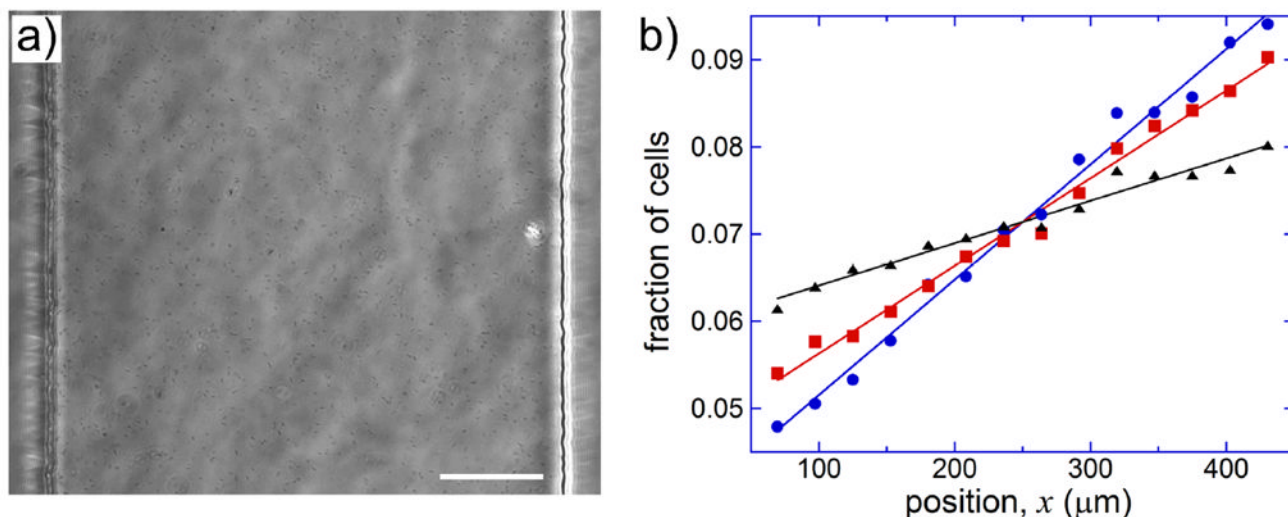 a)
b)
0.09
0.08
0.07
0.06
0.05
fraction of cells
100
200
300
400
position, x (μm)